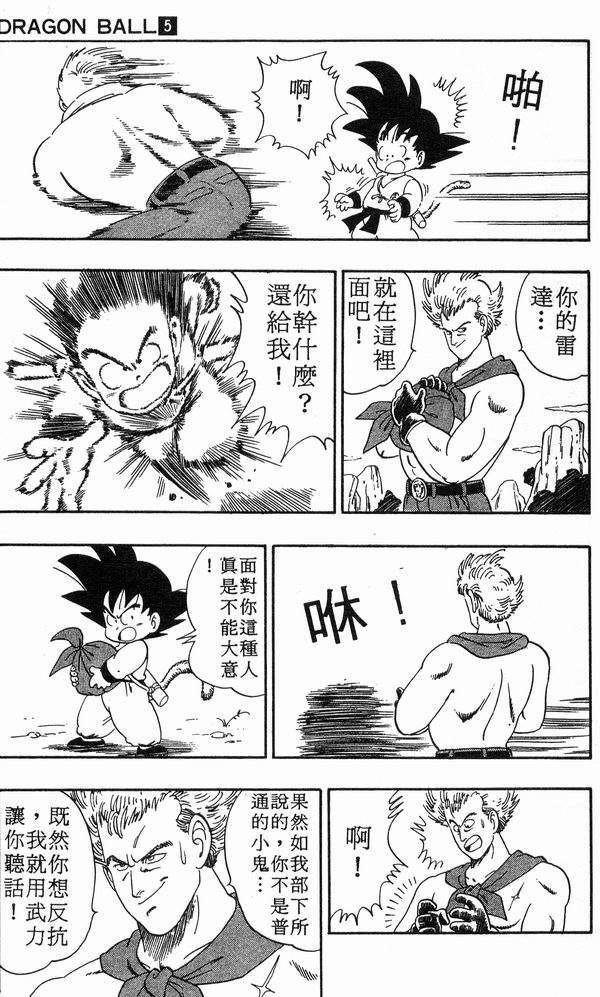 DRAGON BALL 5
啪！
啊！
你的雷
達…
就在這裡
面吧！
你幹什麼？
還給我！
咻！
面對你這種人
真是不能大意
！
啊！
果然如我部下所
說的，你不是普
通的小鬼…
既然你想反抗
，我就用武力
讓你聽話！